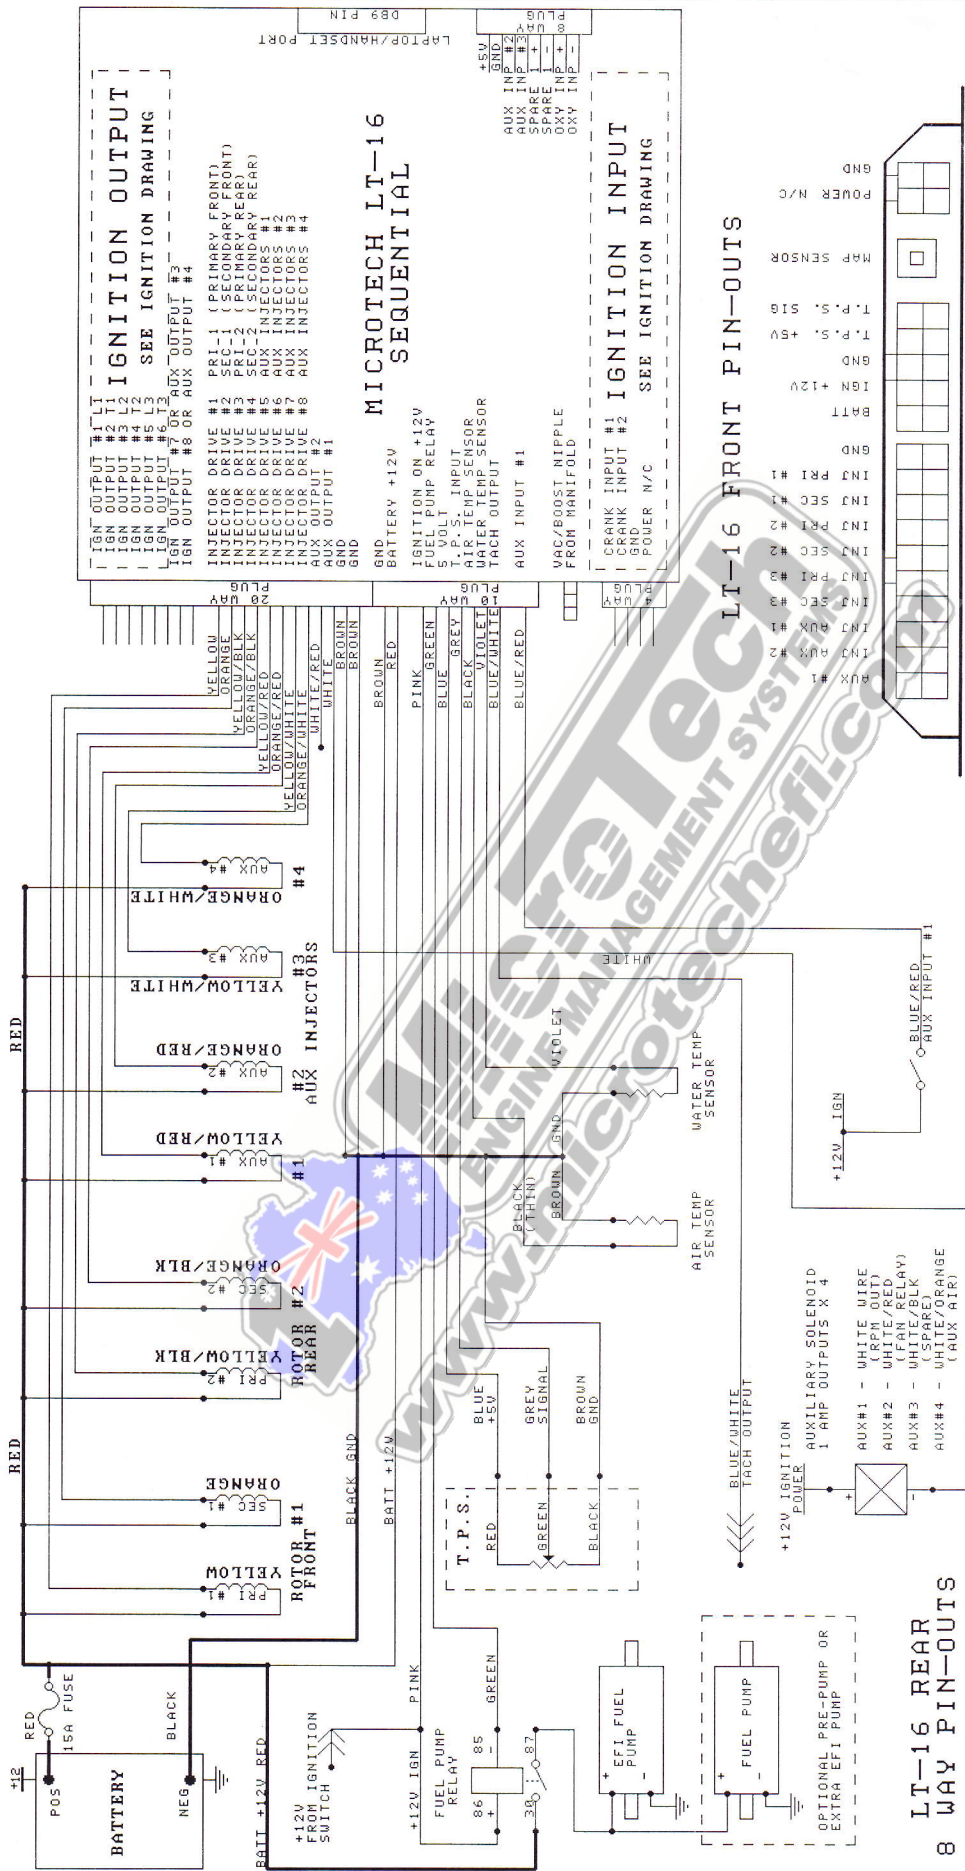 DB9 PIN
LAPTOP/HANDSET PORT
8 WAY
PLUG
+5V
GND
AUX INP #2
AUX INP #3
SPARE 1 +
SPARE 1 -
OXY INP +
OXY INP -
IGNITION OUTPUT
SEE IGNITION DRAWING
IGN OUTPUT #1 L1
IGN OUTPUT #2 T1
IGN OUTPUT #3 L2
IGN OUTPUT #4 T2
IGN OUTPUT #5 L3
IGN OUTPUT #6 T3
IGN OUTPUT #7 OR AUX OUTPUT #3
IGN OUTPUT #8 OR AUX OUTPUT #4
INJECTOR DRIVE #1 PRI-1 (PRIMARY FRONT)
INJECTOR DRIVE #2 SEC-1 (SECONDARY FRONT)
INJECTOR DRIVE #3 PRI-2 (PRIMARY REAR)
INJECTOR DRIVE #4 SEC-2 (SECONDARY REAR)
INJECTOR DRIVE #5 AUX INJECTORS #1
INJECTOR DRIVE #6 AUX INJECTORS #2
INJECTOR DRIVE #7 AUX INJECTORS #3
INJECTOR DRIVE #8 AUX INJECTORS #4
AUX OUTPUT #2
AUX OUTPUT #1
GND
GND
MICROTECH LT-16
SEQUENTIAL
GND
BATTERY +12V
IGNITION ON +12V
FUEL PUMP RELAY
5 VOLT
T.P.S. INPUT
AIR TEMP SENSOR
WATER TEMP SENSOR
TACH OUTPUT
AUX INPUT #1
VAC/BOOST NIPPLE
FROM MANIFOLD
CRANK INPUT #1
CRANK INPUT #2
GND
POWER N/C
IGNITION INPUT
SEE IGNITION DRAWING
20 WAY
PLUG
10 WAY
PLUG
4 WAY
PLUG
YELLOW
ORANGE
YELLOW/BLK
ORANGE/BLK
YELLOW/RED
ORANGE/RED
YELLOW/WHITE
ORANGE/WHITE
WHITE/RED
WHITE
BROWN
BROWN
BROWN
RED
PINK
GREEN
BLUE
GREY
BLACK
VIOLET
BLUE/WHITE
BLUE/RED
LT-16 FRONT PIN-OUTS
GND
POWER N/C
MAP SENSOR
T.P.S. SIG
T.P.S. +5V
GND
IGN +12V
BATT
GND
INJ PRI #1
INJ SEC #1
INJ PRI #2
INJ SEC #2
INJ PRI #3
INJ SEC #3
INJ AUX #1
INJ AUX #2
AUX #1
RED
RED
AUX #4
ORANGE/WHITE
#4
AUX #3
YELLOW/WHITE
#3
AUX #2
ORANGE/RED
#2
AUX INJECTORS
AUX #1
YELLOW/RED
#1
SEC #2
ORANGE/BLK
PRI #2
YELLOW/BLK
ROTOR #2
REAR
SEC #1
ORANGE
PRI #1
YELLOW
ROTOR #1
FRONT
+12
RED
15A FUSE
POS
BATTERY
NEG
BLACK
BATT +12V RED
BLACK GND
BATT +12V
+12V
FROM IGNITION
SWITCH
PINK
+12V IGN
GREEN
FUEL PUMP
RELAY
86 +
- 85
30
87
+
-
EFI FUEL
PUMP
+
-
FUEL PUMP
OPTIONAL PRE-PUMP OR
EXTRA EFI PUMP
T.P.S.
RED
GREEN
BLACK
BLUE
+5V
GREY
SIGNAL
BROWN
GND
BLACK
(THIN)
BROWN
GND
VIOLET
WHITE
AIR TEMP
SENSOR
WATER TEMP
SENSOR
BLUE/WHITE
TACH OUTPUT
+12V IGN
BLUE/RED
AUX INPUT #1
+12V IGNITION
POWER
AUXILIARY SOLENOID
1 AMP OUTPUTS X 4
+
-
AUX#1 - WHITE WIRE
(RPM OUT)
AUX#2 - WHITE/RED
(FAN RELAY)
AUX#3 - WHITE/BLK
(SPARE)
AUX#4 - WHITE/ORANGE
(AUX AIR)
LT-16 REAR
8 WAY PIN-OUTS
MicroTech
ENGINE MANAGEMENT SYSTEMS
www.microtechefi.com